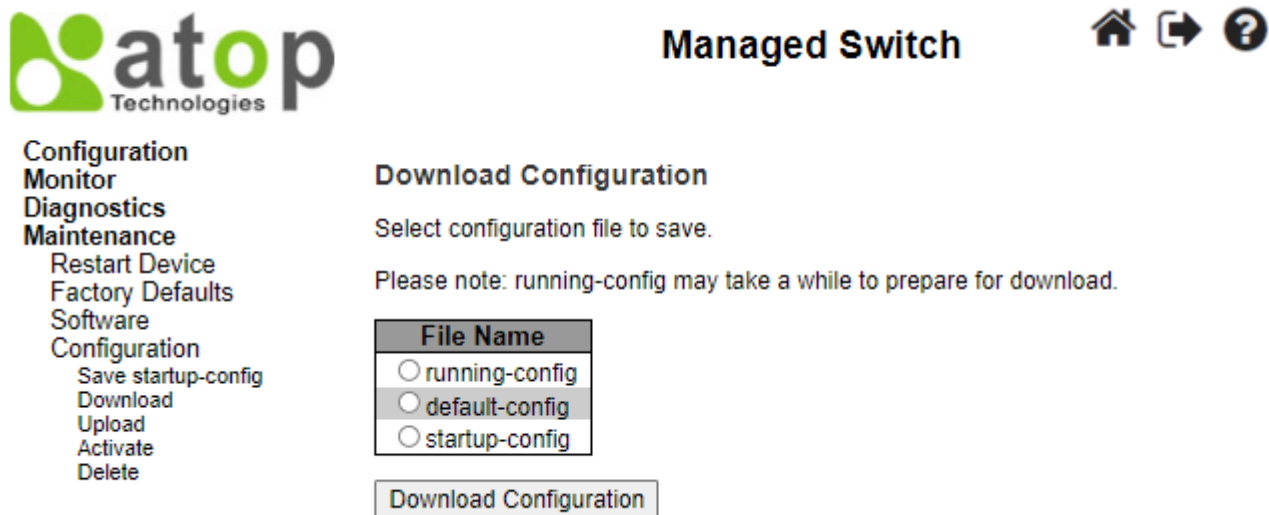 atop
Technologies
Managed Switch
Configuration
Monitor
Diagnostics
Maintenance
Restart Device
Factory Defaults
Software
Configuration
Save startup-config
Download
Upload
Activate
Delete
Download Configuration
Select configuration file to save.
Please note: running-config may take a while to prepare for download.
File Name
running-config
default-config
startup-config
Download Configuration